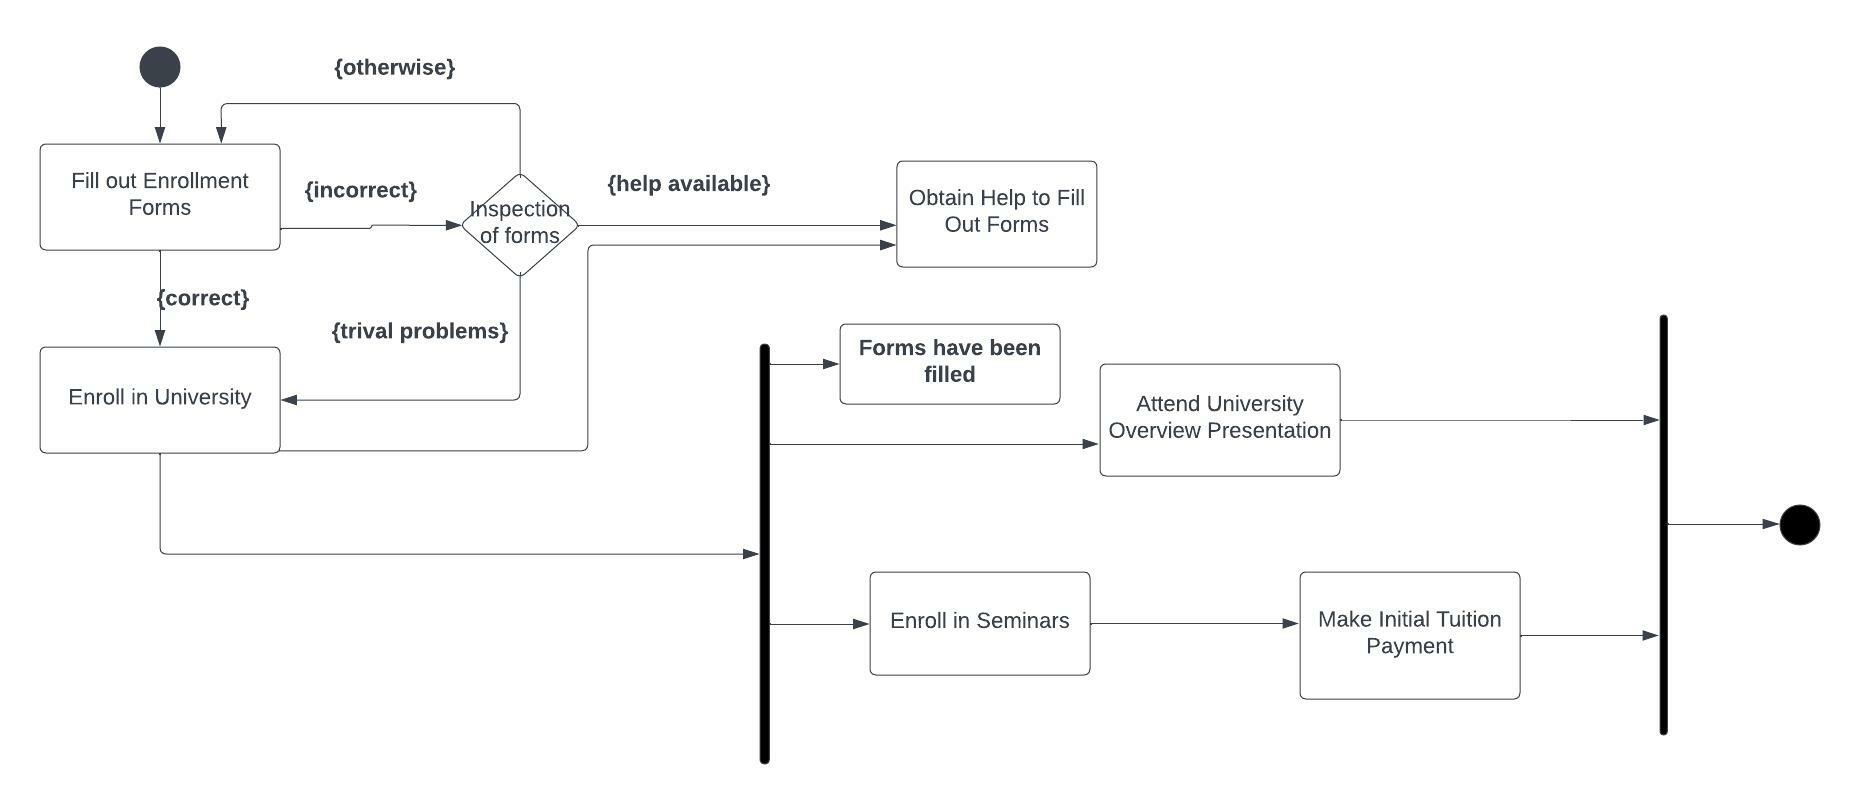 {otherwise}
Fill out Enrollment
Forms
{incorrect}
Inspection
of forms
{help available}
Obtain Help to Fill
Out Forms
{correct}
{trival problems}
Enroll in University
Forms have been
filled
Attend University
Overview Presentation
Enroll in Seminars
Make Initial Tuition
Payment